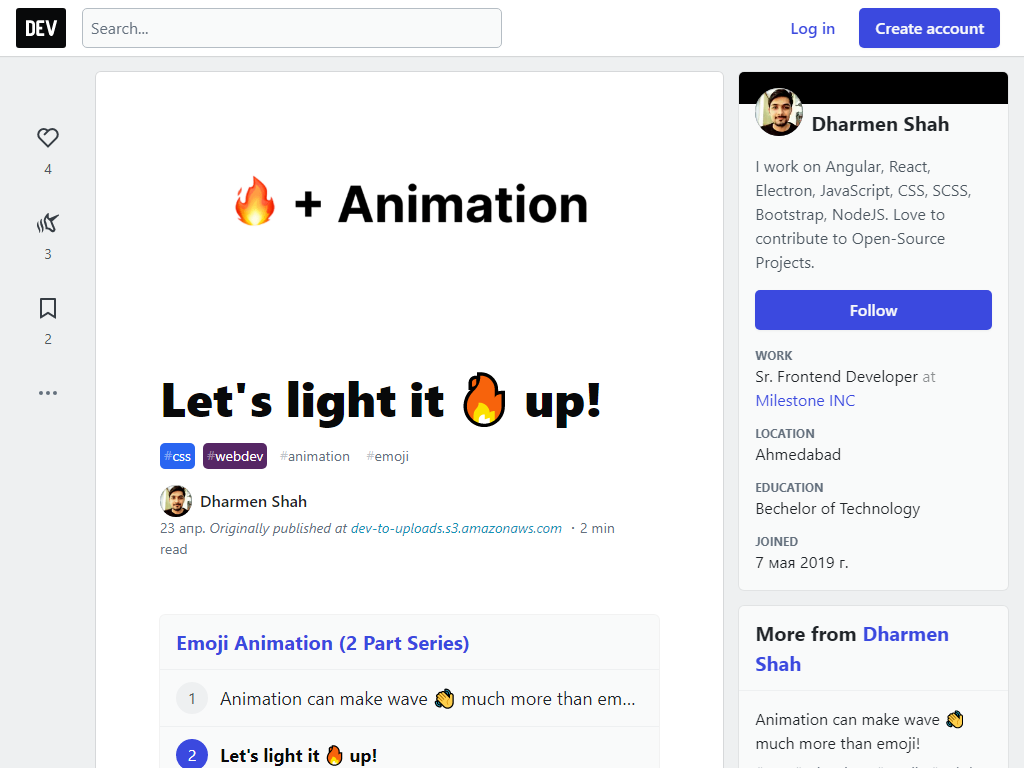 DEV
Search...
Log in
Create account
4
3
2
🔥 + Animation
Let's light it 🔥 up!
#css #webdev #animation #emoji
Dharmen Shah
23 апр. Originally published at dev-to-uploads.s3.amazonaws.com ・2 min
read
Emoji Animation (2 Part Series)
1 Animation can make wave 👏 much more than em...
2 Let's light it 🔥 up!
Dharmen Shah
I work on Angular, React,
Electron, JavaScript, CSS, SCSS,
Bootstrap, NodeJS. Love to
contribute to Open-Source
Projects.
Follow
WORK
Sr. Frontend Developer at
Milestone INC
LOCATION
Ahmedabad
EDUCATION
Bechelor of Technology
JOINED
7 мая 2019 г.
More from Dharmen
Shah
Animation can make wave 👏
much more than emoji!